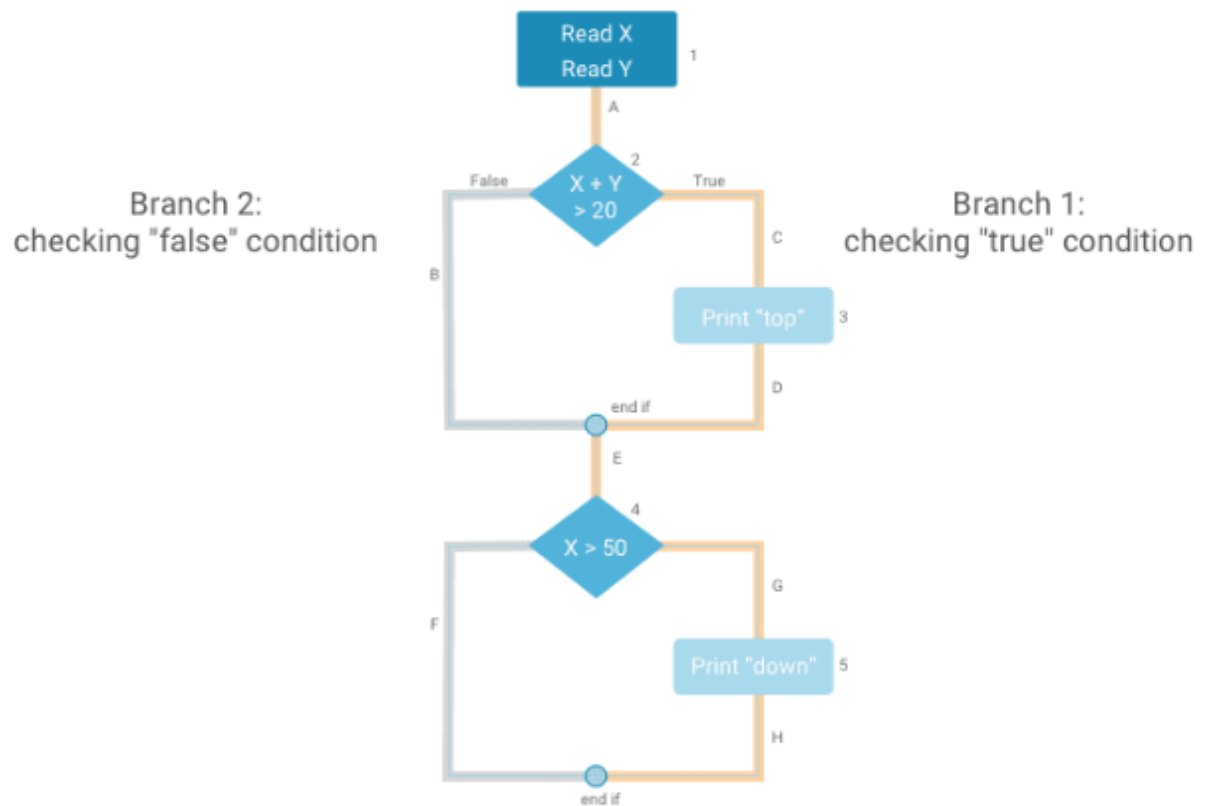 Read X
Read Y
1
A
2
False
X + Y
> 20
True
Branch 2:
checking "false" condition
Branch 1:
checking "true" condition
C
B
Print "top"
3
D
end if
E
4
X > 50
G
F
Print "down"
5
H
end if